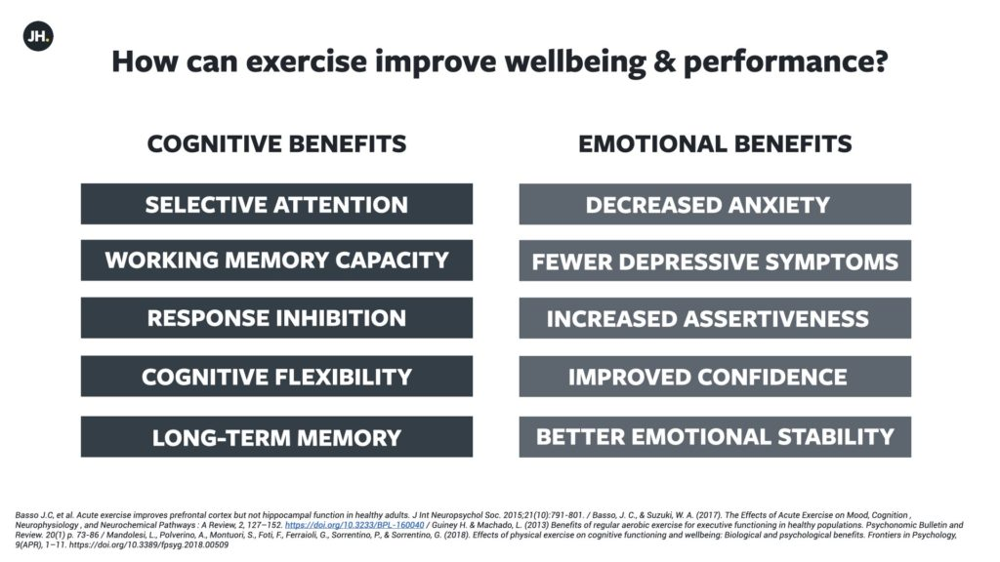 JH.
How can exercise improve wellbeing & performance?
COGNITIVE BENEFITS
SELECTIVE ATTENTION
WORKING MEMORY CAPACITY
RESPONSE INHIBITION
COGNITIVE FLEXIBILITY
LONG-TERM MEMORY
EMOTIONAL BENEFITS
DECREASED ANXIETY
FEWER DEPRESSIVE SYMPTOMS
INCREASED ASSERTIVENESS
IMPROVED CONFIDENCE
BETTER EMOTIONAL STABILITY
Basso J.C, et al. Acute exercise improves prefrontal cortex but not hippocampal function in healthy adults. J Int Neuropsychol Soc. 2015;21(10):791-801. / Basso, J. C., & Suzuki, W. A. (2017). The Effects of Acute Exercise on Mood, Cognition ,
Neurophysiology , and Neurochemical Pathways : A Review, 2, 127–152. https://doi.org/10.3233/BPL-160040 / Guiney H. & Machado, L. (2013) Benefits of regular aerobic exercise for executive functioning in healthy populations. Psychonomic Bulletin and
Review. 20(1) p. 73-86 / Mandolesi, L., Polverino, A., Montuori, S., Foti, F., Ferraioli, G., Sorrentino, P., & Sorrentino, G. (2018). Effects of physical exercise on cognitive functioning and wellbeing: Biological and psychological benefits. Frontiers in Psychology,
9(APR), 1–11. https://doi.org/10.3389/fpsyg.2018.00509